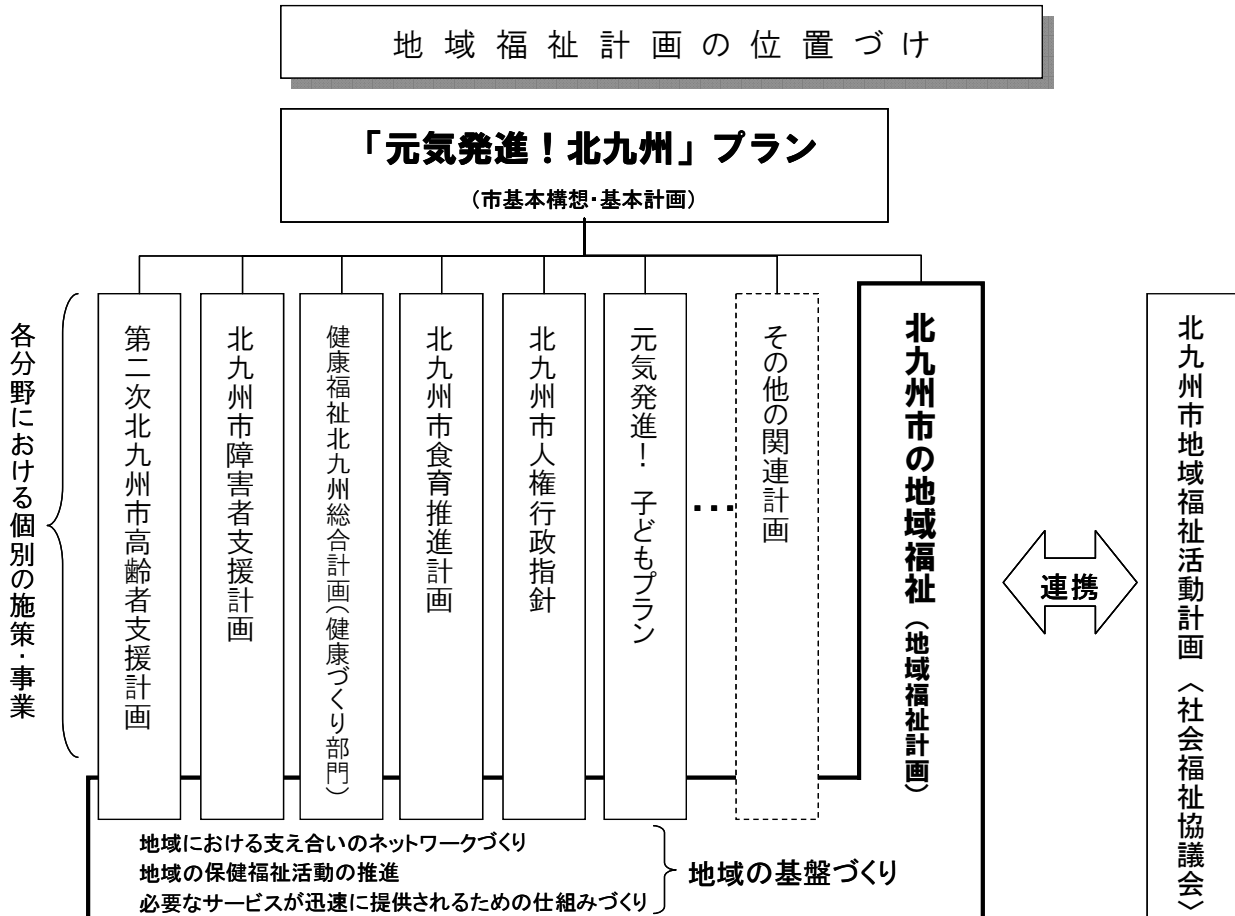 地域福祉計画の位置づけ
「元気発進！北九州」プラン
（市基本構想・基本計画）
各分野における個別の施策・事業
第二次北九州市高齢者支援計画
北九州市障害者支援計画
健康福祉北九州総合計画（健康づくり部門）
北九州市食育推進計画
北九州市人権行政指針
元気発進！ 子どもプラン
…
その他の関連計画
北九州市の地域福祉（地域福祉計画）
連携
北九州市地域福祉活動計画〈社会福祉協議会〉
地域における支え合いのネットワークづくり
地域の保健福祉活動の推進
必要なサービスが迅速に提供されるための仕組みづくり
地域の基盤づくり